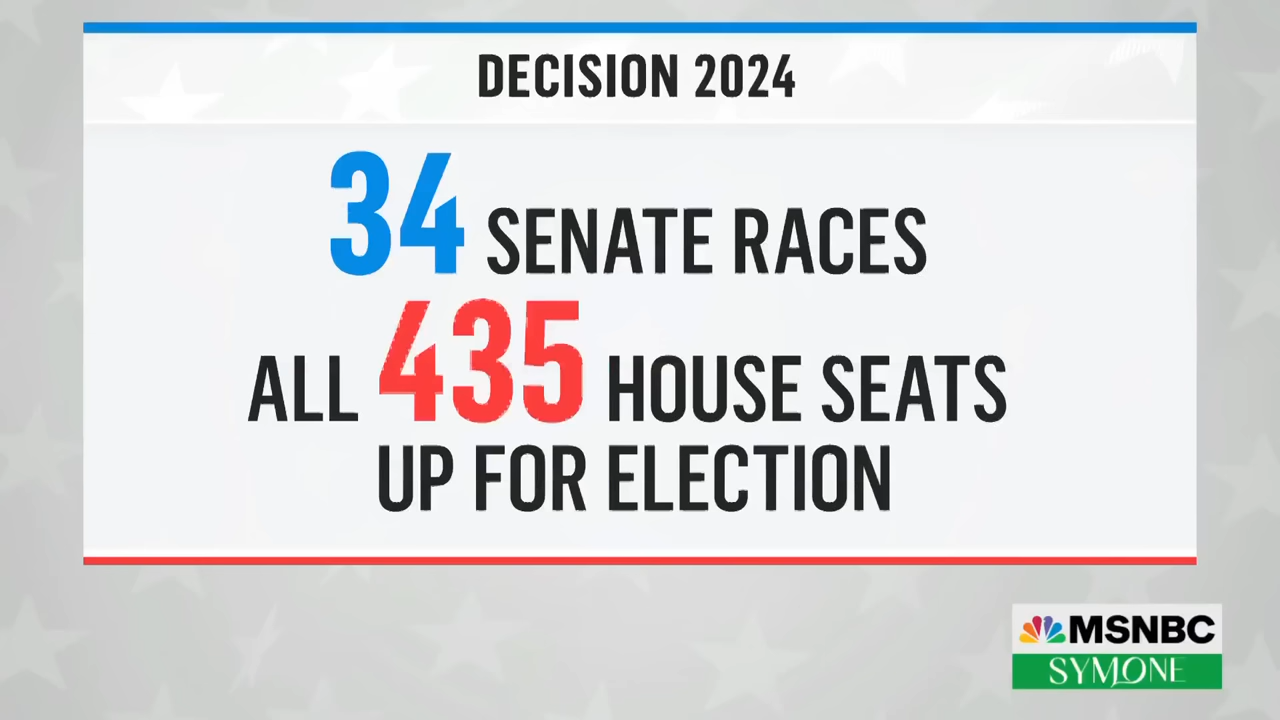 DECISION 2024
34 SENATE RACES
ALL 435 HOUSE SEATS
UP FOR ELECTION
MSNBC
SYMONE